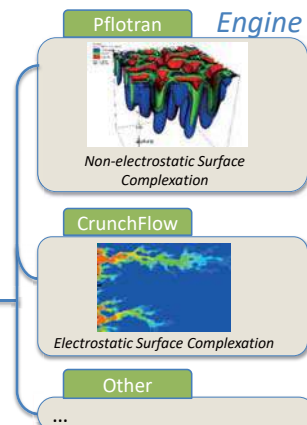 Pflotran
Engine
Non-electrostatic Surface
Complexation
CrunchFlow
Electrostatic Surface Complexation
Other
...